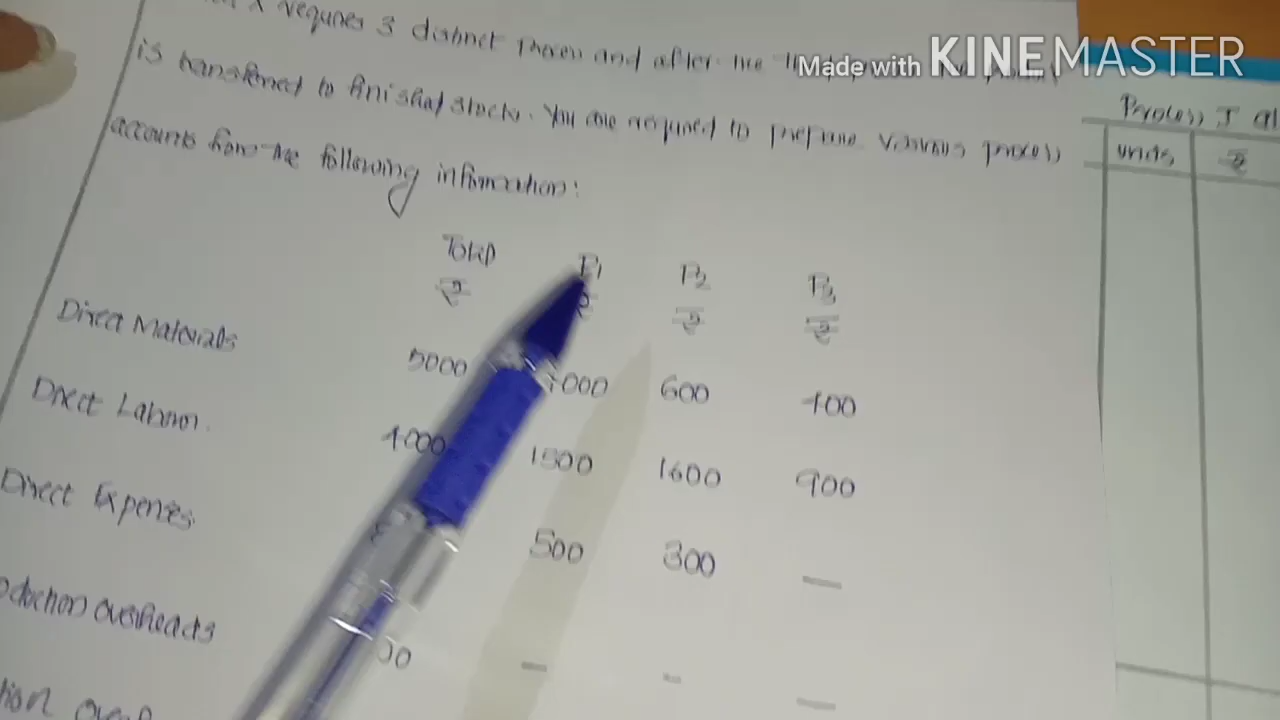 X requires 3 distinct process and after the
Made with KINEMASTER
is transferred to finished stock. You are required to prepare various process
accounts from the following information:
Process I a/
units ₹
Total P1 P2 P3
₹ ₹ ₹ ₹
Direct Materials 5000 600 400
Direct Labour. 4000 1500 1600 900
Direct Expenses 500 300 —
oduction overheads 00 — — —